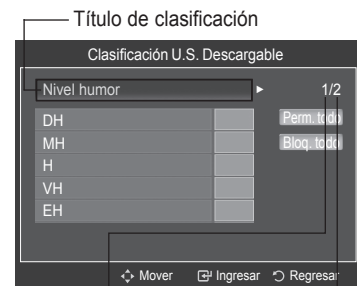 Título de clasificación
Clasificación U.S. Descargable
Nivel humor ► 1/2
DH Perm. todo
MH Bloq. todo
H
VH
EH
Mover Ingresar Regresar